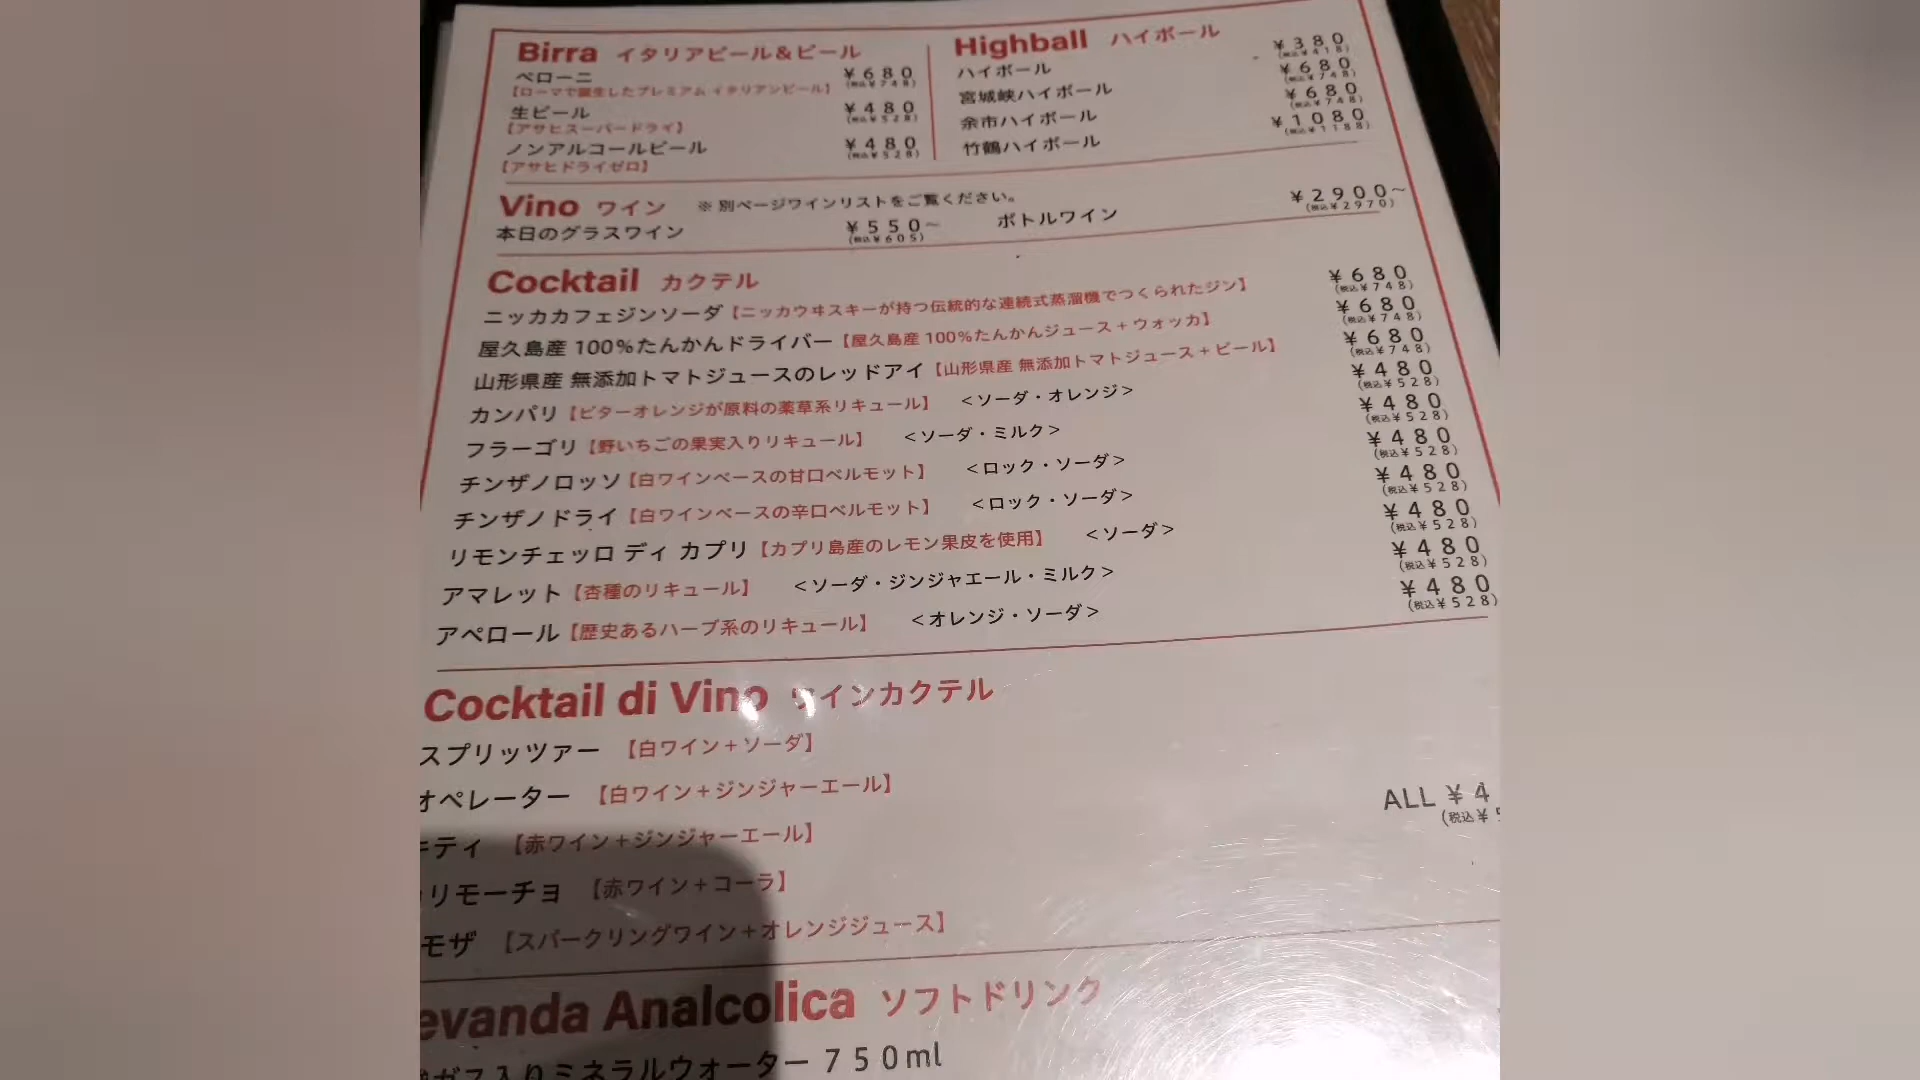 Birra イタリアビール＆ビール
ペローニ ￥680
【ローマで誕生したプレミアム イタリアンビール】 (税込￥748)
生ビール ￥480
【アサヒスーパードライ】 (税込￥528)
ノンアルコールビール ￥480
【アサヒドライゼロ】 (税込￥528)
Highball ハイボール
ハイボール ￥380
(税込￥418)
宮城峡ハイボール ￥680
(税込￥748)
余市ハイボール ￥680
(税込￥748)
竹鶴ハイボール ￥1080
(税込￥1188)
Vino ワイン ※別ページワインリストをご覧ください。
本日のグラスワイン ￥550~
(税込￥605)
ボトルワイン ￥2900~
(税込￥2970)
Cocktail カクテル
ニッカカフェジンソーダ【ニッカウヰスキーが持つ伝統的な連続式蒸溜機でつくられたジン】 ￥680
(税込￥748)
屋久島産 100%たんかんドライバー【屋久島産 100%たんかんジュース＋ウォッカ】 ￥680
(税込￥748)
山形県産 無添加トマトジュースのレッドアイ【山形県産 無添加トマトジュース＋ビール】 ￥680
(税込￥748)
カンパリ【ビターオレンジが原料の薬草系リキュール】 ＜ソーダ・オレンジ＞ ￥480
(税込￥528)
フラーゴリ【野いちごの果実入りリキュール】 ＜ソーダ・ミルク＞ ￥480
(税込￥528)
チンザノロッソ【白ワインベースの甘口ベルモット】 ＜ロック・ソーダ＞ ￥480
(税込￥528)
チンザノドライ【白ワインベースの辛口ベルモット】 ＜ロック・ソーダ＞ ￥480
(税込￥528)
リモンチェッロ ディ カプリ【カプリ島産のレモン果皮を使用】 ＜ソーダ＞ ￥480
(税込￥528)
アマレット【杏種のリキュール】 ＜ソーダ・ジンジャエール・ミルク＞ ￥480
(税込￥528)
アペロール【歴史あるハーブ系のリキュール】 ＜オレンジ・ソーダ＞ ￥480
(税込￥528)
Cocktail di Vino ワインカクテル
スプリッツァー 【白ワイン＋ソーダ】
オペレーター 【白ワイン＋ジンジャーエール】
ALL ￥4
(税込￥5
キティ 【赤ワイン＋ジンジャーエール】
リモーチョ 【赤ワイン＋コーラ】
モザ 【スパークリングワイン＋オレンジジュース】
evanda Analcolica ソフトドリンク
ガス入りミネラルウォーター 750ml